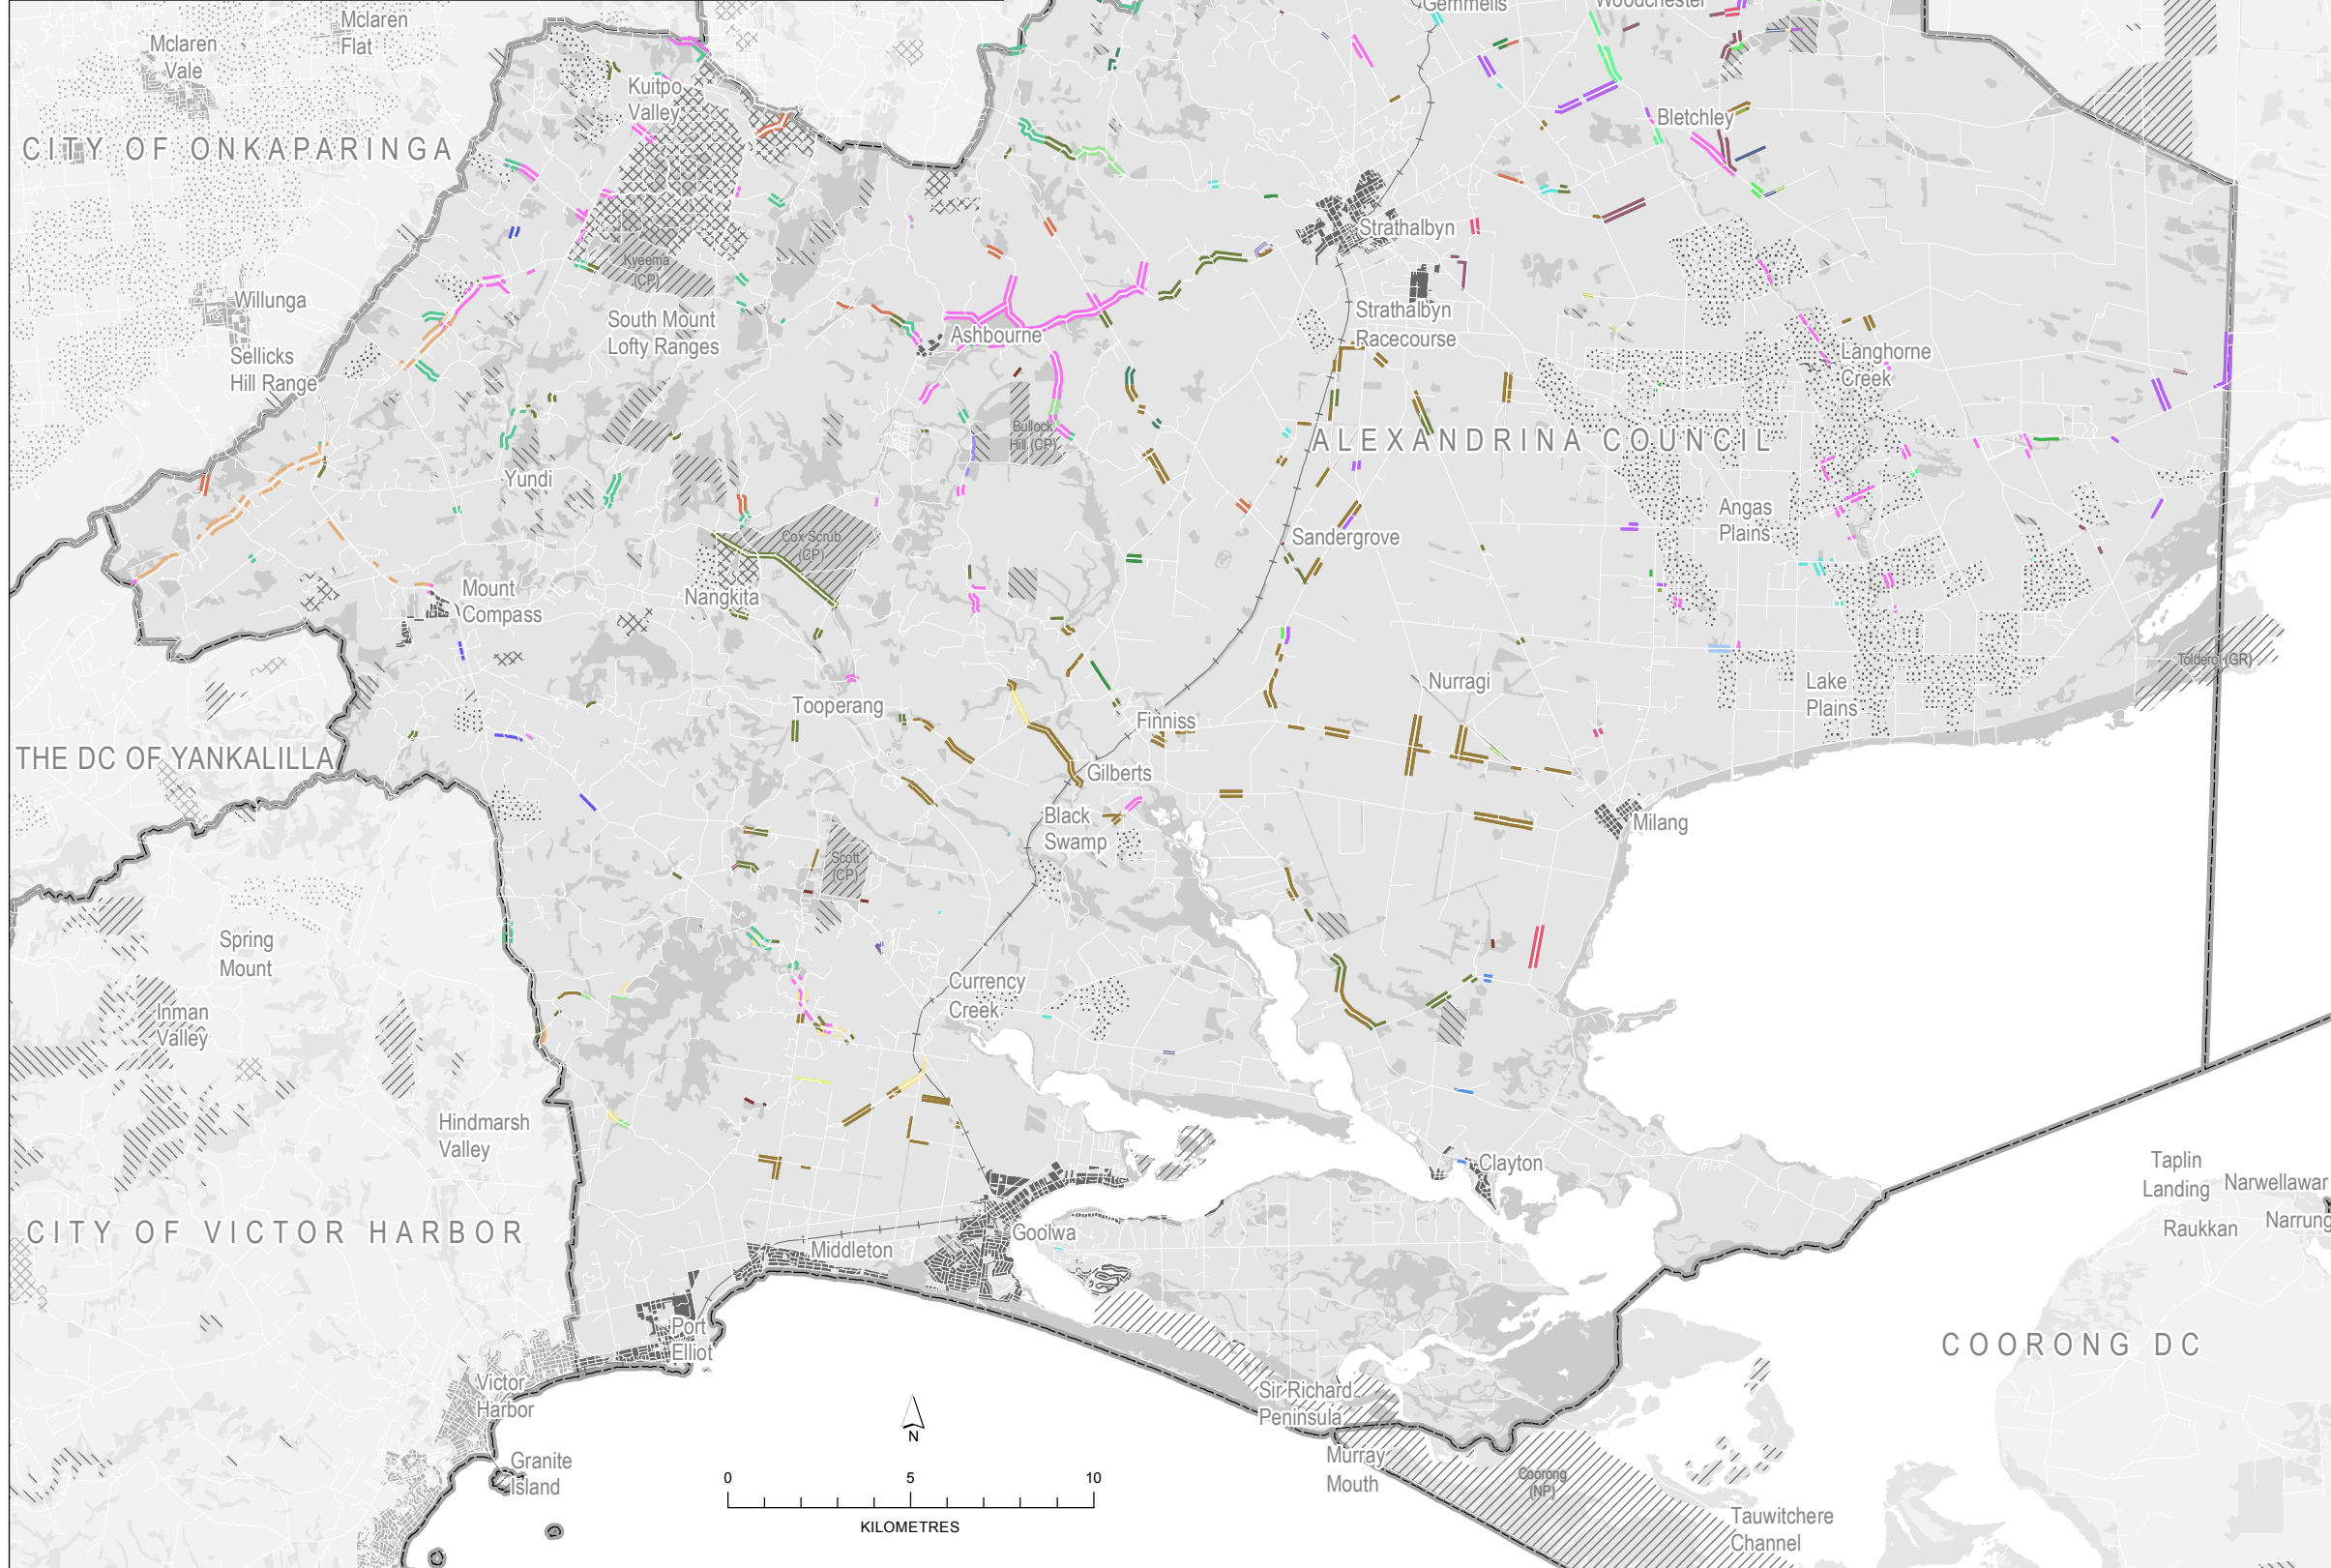 Gemmells
Woodchester
Mclaren
Flat
Mclaren
Vale
Kuitpo
Valley
Bletchley
CITY OF ONKAPARINGA
Strathalbyn
Kyeema
(CP)
Willunga
South Mount
Lofty Ranges
Strathalbyn
Racecourse
Ashbourne
Sellicks
Hill Range
Langhorne
Creek
Bullock
Hill (CP)
ALEXANDRINA COUNCIL
Yundi
Angas
Plains
Cox Scrub
(CP)
Sandergrove
Mount
Compass
Nangkita
Tolderol (GR)
Nurragi
Lake
Plains
Tooperang
Finniss
THE DC OF YANKALILLA
Gilberts
Black
Swamp
Milang
Scott
(CP)
Spring
Mount
Currency
Creek
Inman
Valley
Hindmarsh
Valley
Clayton
Taplin
Landing
Narwellawar
Raukkan
Narrung
CITY OF VICTOR HARBOR
Goolwa
Middleton
Port
Elliot
COORONG DC
Victor
Harbor
Sir Richard
Peninsula
N
Granite
Island
Murray
Mouth
Coorong
(NP)
0 5 10
KILOMETRES
Tauwitchere
Channel